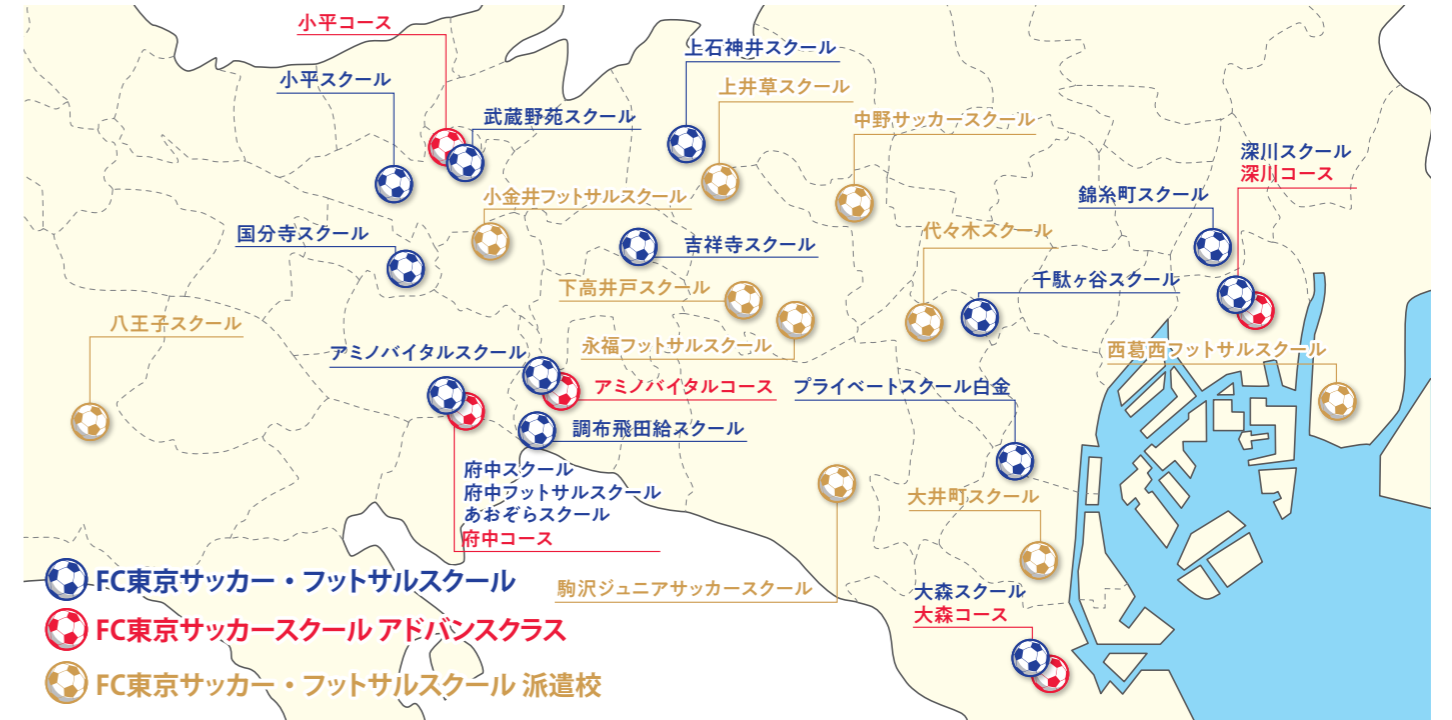 小平コース
小平スクール
武蔵野苑スクール
上石神井スクール
上井草スクール
中野サッカースクール
深川スクール
深川コース
錦糸町スクール
小金井フットサルスクール
国分寺スクール
吉祥寺スクール
代々木スクール
千駄ヶ谷スクール
下高井戸スクール
八王子スクール
アミノバイタルスクール
永福フットサルスクール
西葛西フットサルスクール
アミノバイタルコース
プライベートスクール白金
調布飛田給スクール
府中スクール
府中フットサルスクール
あおぞらスクール
府中コース
大井町スクール
駒沢ジュニアサッカースクール
大森スクール
大森コース
FC東京サッカー・フットサルスクール
FC東京サッカースクール アドバンスクラス
FC東京サッカー・フットサルスクール 派遣校